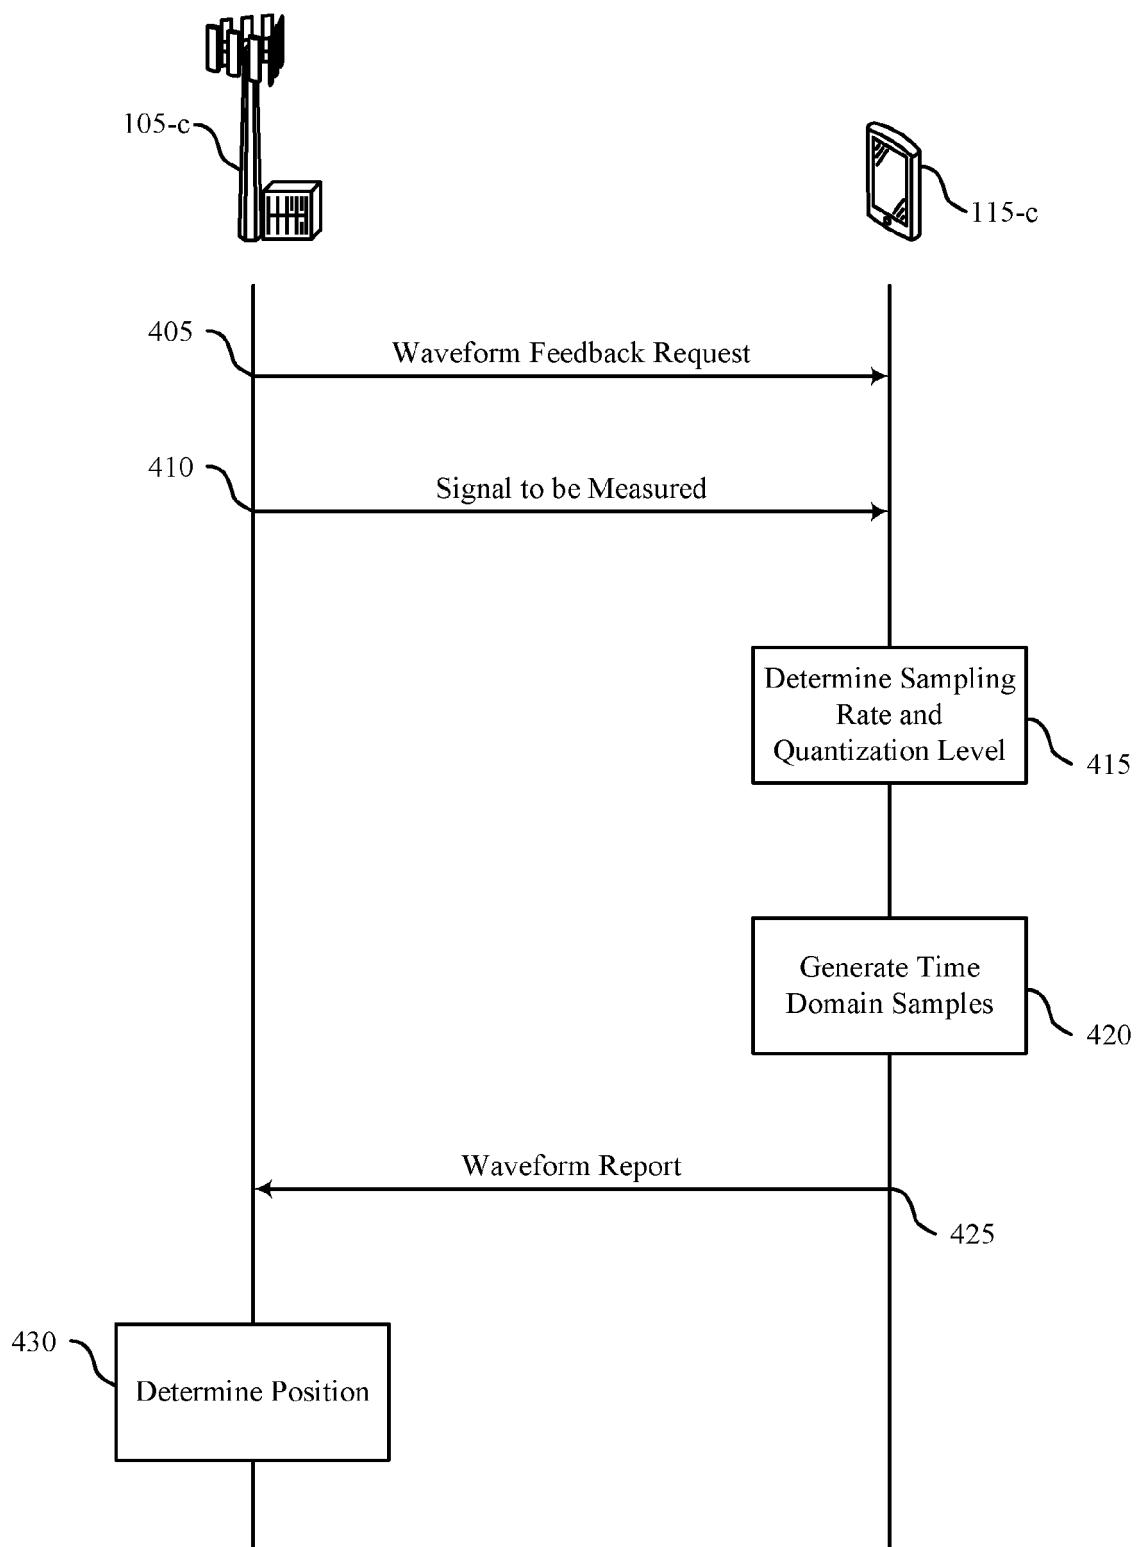 105-c
115-c
405
Waveform Feedback Request
410
Signal to be Measured
Determine Sampling
Rate and
Quantization Level
415
Generate Time
Domain Samples
420
Waveform Report
425
430
Determine Position